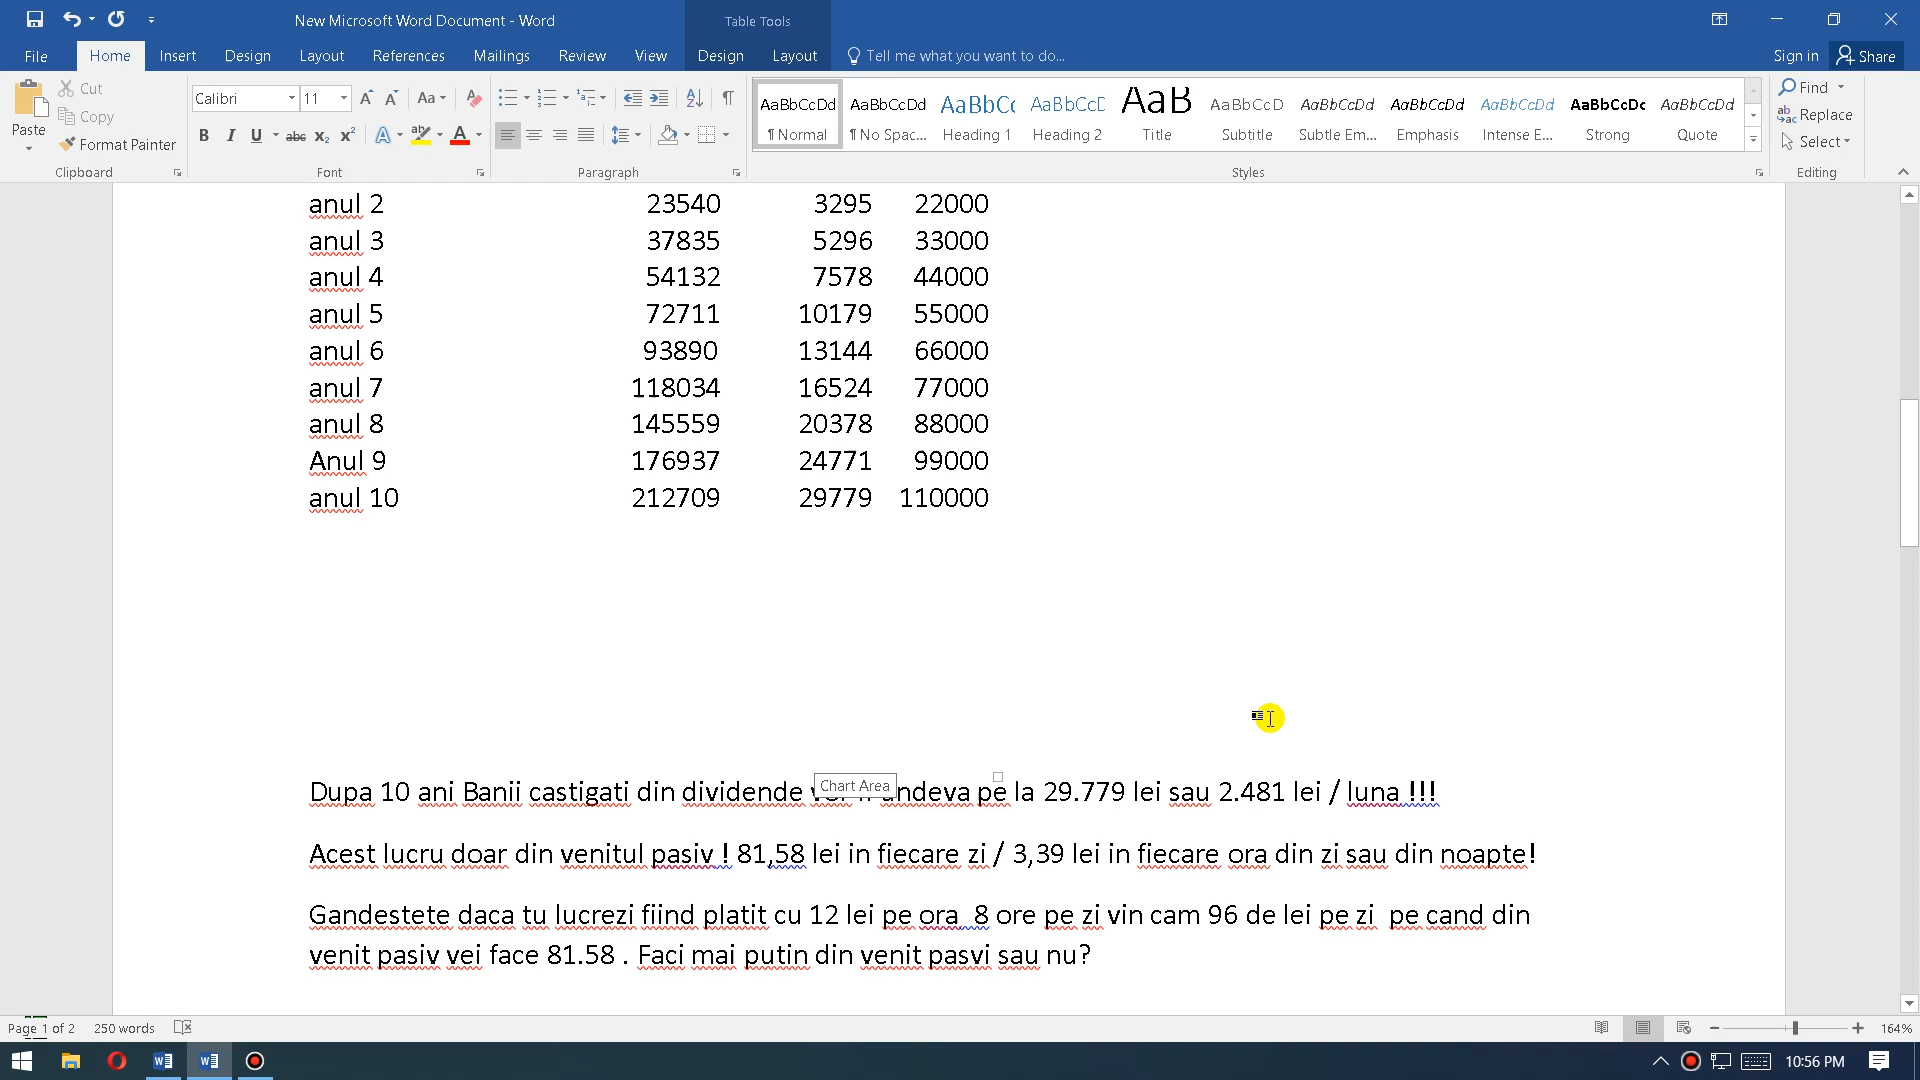 New Microsoft Word Document - Word
Table Tools
File Home Insert Design Layout References Mailings Review View Design Layout Tell me what you want to do... Sign in Share
Paste Cut Copy Format Painter
Calibri 11 Aa
B I U abc X₂ X² A ab A
AaBbCcDd AaBbCcDd AaBbCc AaBbCcC AaB AaBbCcD AaBbCcDd AaBbCcDd AaBbCcDd AaBbCcDc AaBbCcDd
¶ Normal ¶ No Spac... Heading 1 Heading 2 Title Subtitle Subtle Em... Emphasis Intense E... Strong Quote
Find Replace Select
Clipboard Font Paragraph Styles Editing
anul 2 23540 3295 22000
anul 3 37835 5296 33000
anul 4 54132 7578 44000
anul 5 72711 10179 55000
anul 6 93890 13144 66000
anul 7 118034 16524 77000
anul 8 145559 20378 88000
Anul 9 176937 24771 99000
anul 10 212709 29779 110000
Chart Area
Dupa 10 ani Banii castigati din dividende undeva pe la 29.779 lei sau 2.481 lei / luna !!!
Acest lucru doar din venitul pasiv ! 81,58 lei in fiecare zi / 3,39 lei in fiecare ora din zi sau din noapte!
Gandestete daca tu lucrezi fiind platit cu 12 lei pe ora 8 ore pe zi vin cam 96 de lei pe zi pe cand din
venit pasiv vei face 81.58 . Faci mai putin din venit pasvi sau nu?
Page 1 of 2 250 words 164%
10:56 PM